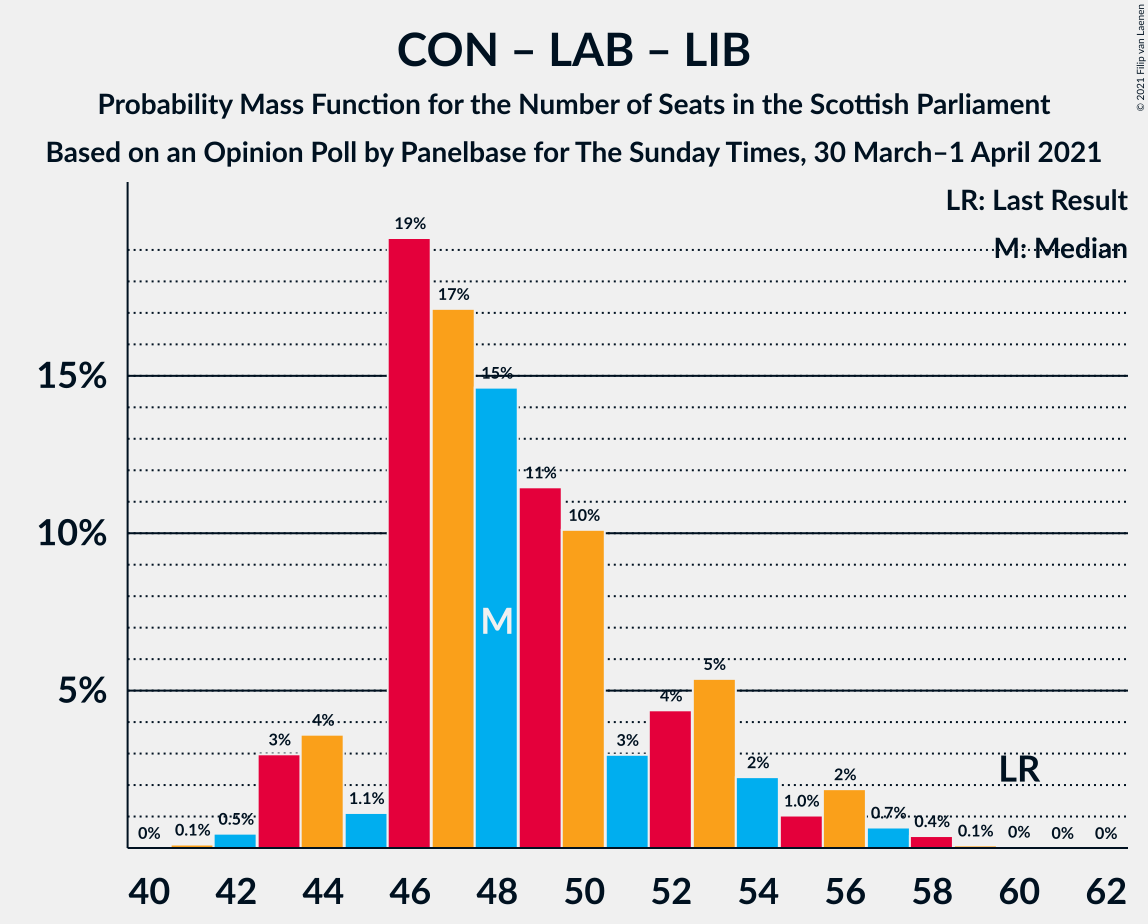 CON – LAB – LIB
Probability Mass Function for the Number of Seats in the Scottish Parliament
Based on an Opinion Poll by Panelbase for The Sunday Times, 30 March–1 April 2021
© 2021 Filip van Laenen
LR: Last Result
M: Median
19%
17%
15%
15%
11%
10%
10%
M
5%
5%
4%
4%
3%
3%
2%
2%
LR
1.1%
1.0%
0.7%
0.5%
0.4%
0%
0.1%
0.1%
0%
0%
0%
40 42 44 46 48 50 52 54 56 58 60 62